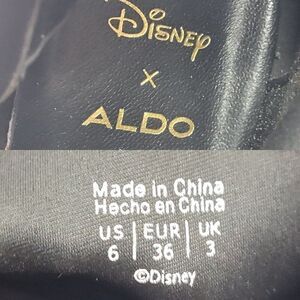 Disney
x
ALDO
Made in China
Hecho en China
US | EUR | UK
6 | 36 | 3
©Disney